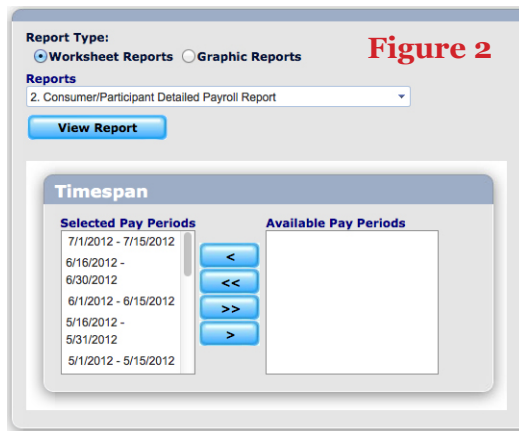 Report Type:
Figure 2
Worksheet Reports Graphic Reports
Reports
2. Consumer/Participant Detailed Payroll Report
View Report
Timespan
Selected Pay Periods
7/1/2012 - 7/15/2012
6/16/2012 -
6/30/2012
6/1/2012 - 6/15/2012
5/16/2012 -
5/31/2012
5/1/2012 - 5/15/2012
<
<<
>>
>
Available Pay Periods